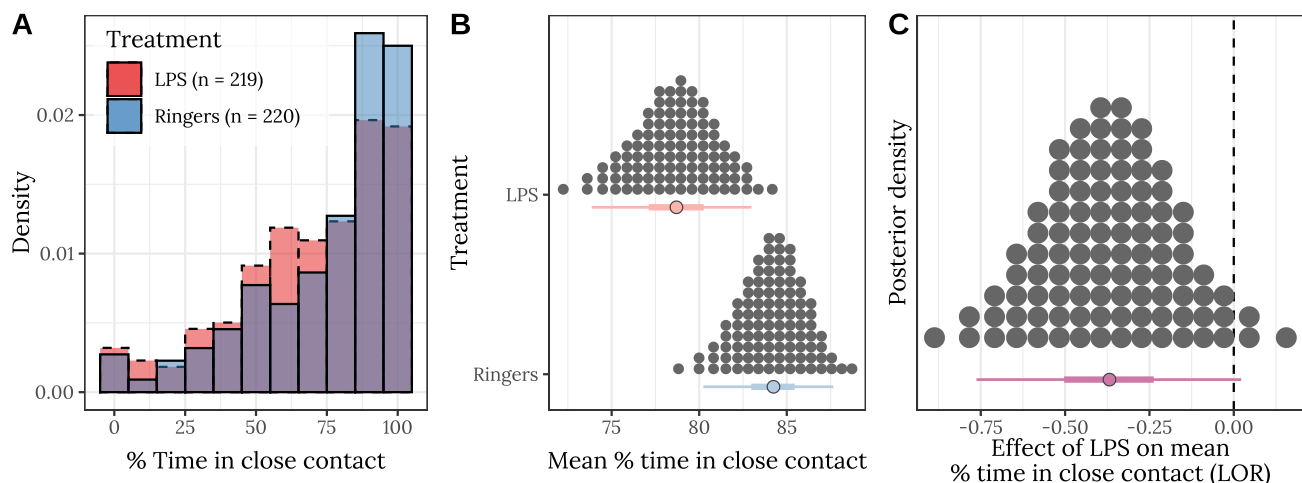 A
Treatment
LPS (n = 219)
Ringers (n = 220)
Density
0.02
0.01
0.00
0
25
50
75
100
% Time in close contact
B
Treatment
LPS
Ringers
75
80
85
Mean % time in close contact
C
Posterior density
−0.75
−0.50
−0.25
0.00
Effect of LPS on mean
% time in close contact (LOR)